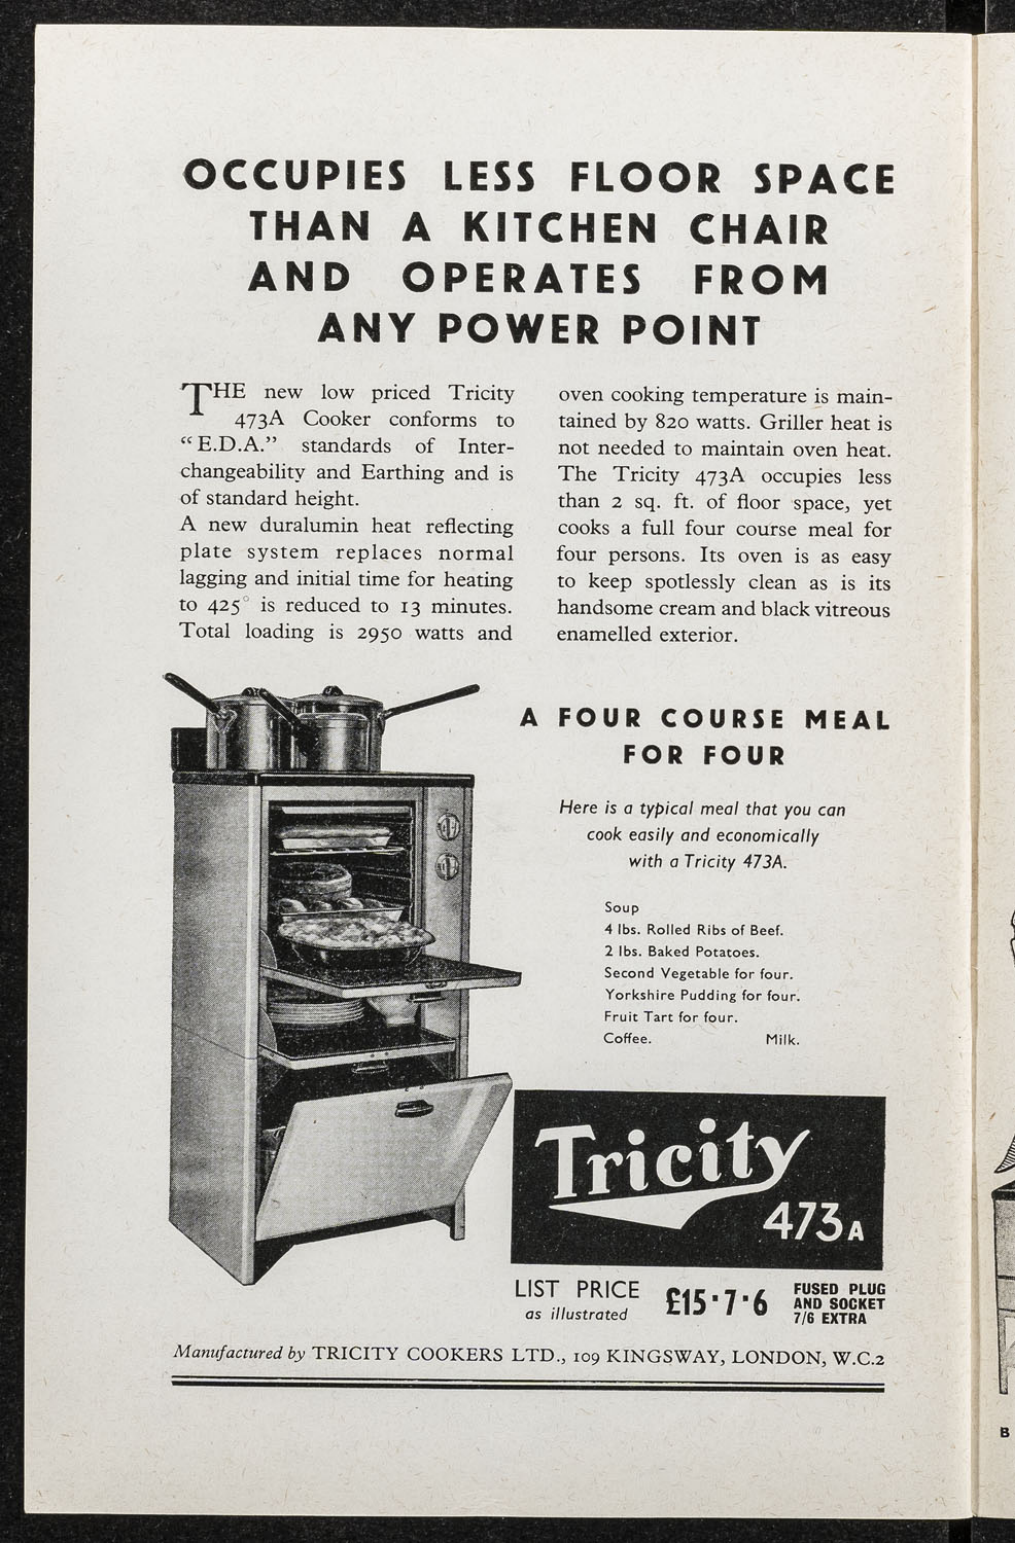 OCCUPIES LESS FLOOR SPACE
THAN A KITCHEN CHAIR
AND OPERATES FROM
ANY POWER POINT
THE new low priced Tricity
473A Cooker conforms to
“E.D.A.” standards of Inter-
changeability and Earthing and is
of standard height.
A new duralumin heat reflecting
plate system replaces normal
lagging and initial time for heating
to 425° is reduced to 13 minutes.
Total loading is 2950 watts and
oven cooking temperature is main-
tained by 820 watts. Griller heat is
not needed to maintain oven heat.
The Tricity 473A occupies less
than 2 sq. ft. of floor space, yet
cooks a full four course meal for
four persons. Its oven is as easy
to keep spotlessly clean as is its
handsome cream and black vitreous
enamelled exterior.
A FOUR COURSE MEAL
FOR FOUR
Here is a typical meal that you can
cook easily and economically
with a Tricity 473A.
Soup
4 lbs. Rolled Ribs of Beef.
2 lbs. Baked Potatoes.
Second Vegetable for four.
Yorkshire Pudding for four.
Fruit Tart for four.
Coffee. Milk.
Tricity
473A
LIST PRICE
as illustrated
£15·7·6
FUSED PLUG
AND SOCKET
7/6 EXTRA
Manufactured by TRICITY COOKERS LTD., 109 KINGSWAY, LONDON, W.C.2
B